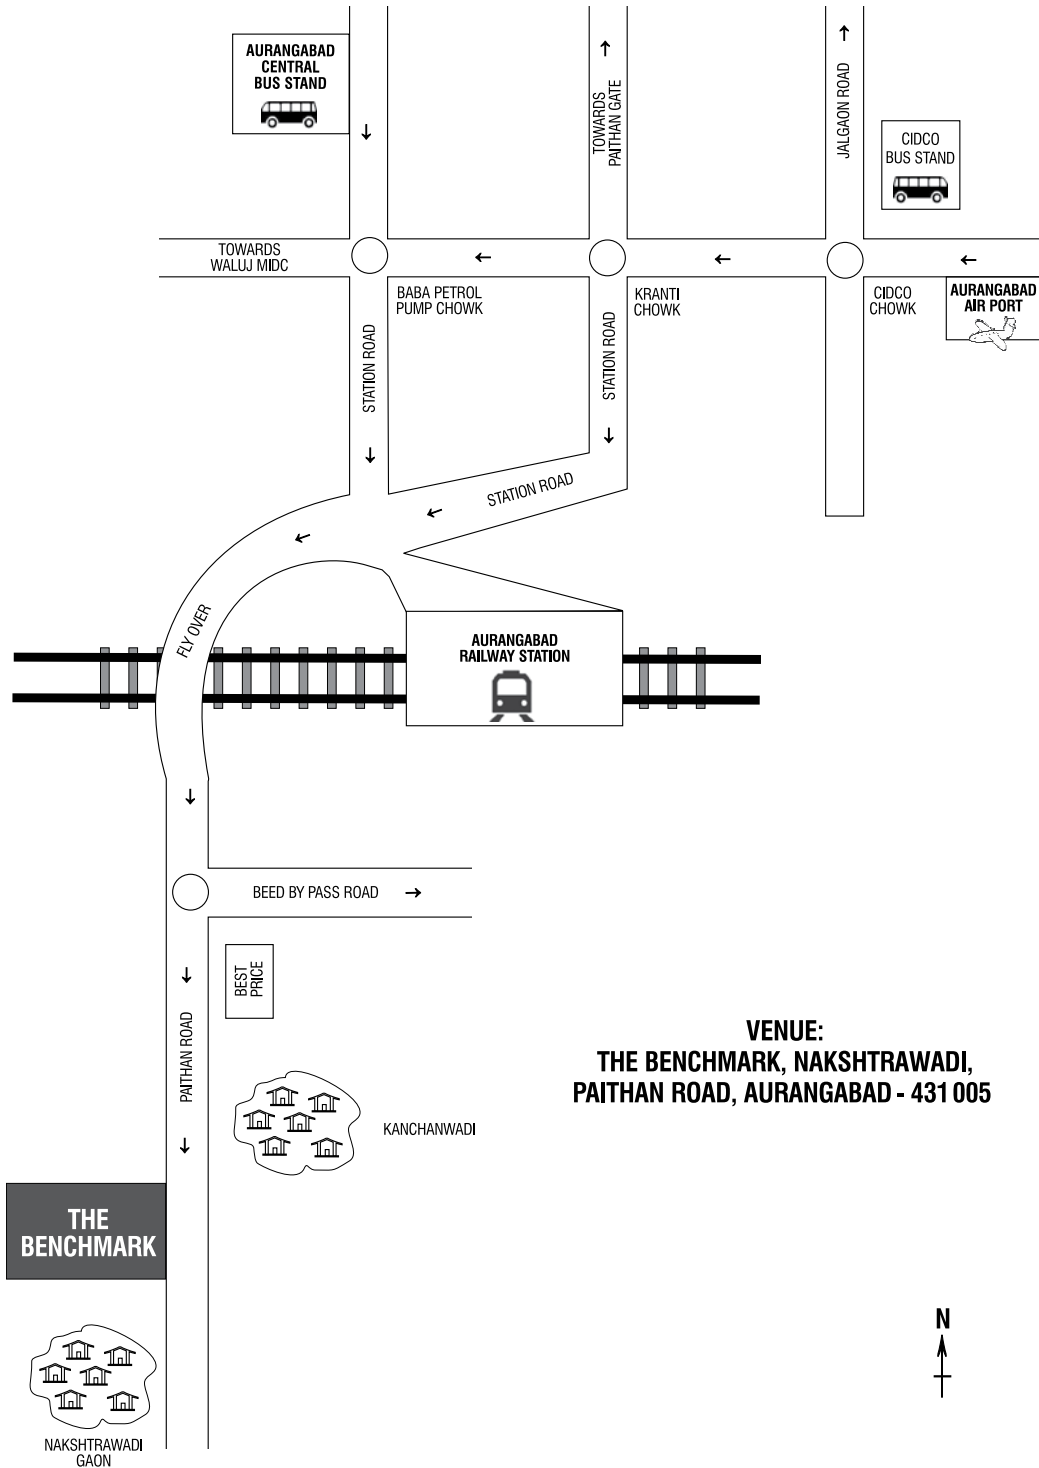 AURANGABAD
CENTRAL
BUS STAND
TOWARDS
PAITHAN GATE
JALGAON ROAD
CIDCO
BUS STAND
TOWARDS
WALUJ MIDC
BABA PETROL
PUMP CHOWK
KRANTI
CHOWK
CIDCO
CHOWK
AURANGABAD
AIR PORT
STATION ROAD
STATION ROAD
STATION ROAD
FLY OVER
AURANGABAD
RAILWAY STATION
BEED BY PASS ROAD
BEST
PRICE
PAITHAN ROAD
VENUE:
THE BENCHMARK, NAKSHTRAWADI,
PAITHAN ROAD, AURANGABAD - 431 005
KANCHANWADI
THE
BENCHMARK
N
NAKSHTRAWADI
GAON